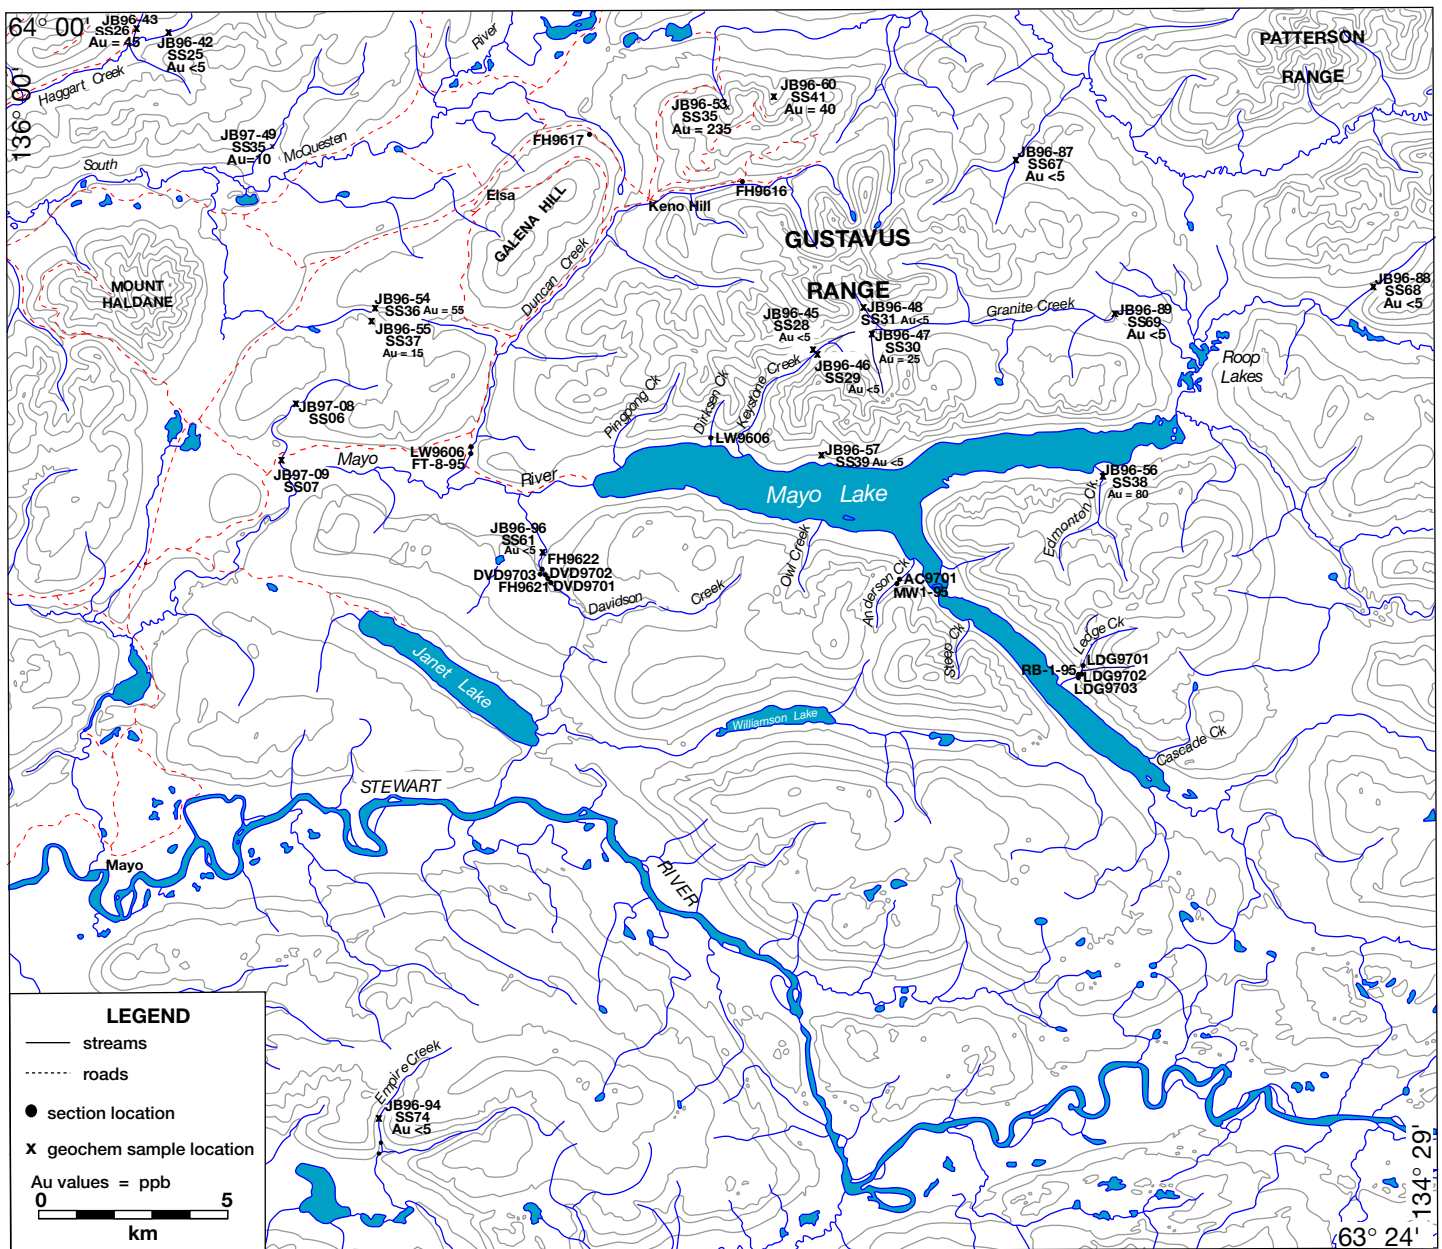 64° 00'
136° 00'
JB96-43
SS26
Au = 45
JB96-42
SS25
Au <5
Haggart Creek
River
PATTERSON
RANGE
JB96-53
SS35
Au = 235
JB96-60
SS41
Au = 40
JB97-49
SS35
Au=10
McQuesten
South
FH9617
Elsa
GALENA HILL
Keno Hill
FH9616
JB96-87
SS67
Au <5
GUSTAVUS
RANGE
MOUNT
HALDANE
Duncan Creek
JB96-54
SS36 Au = 55
JB96-55
SS37
Au = 15
JB96-45
SS28
Au <5
JB96-48
SS31 Au<5
JB96-47
SS30
Au = 25
JB96-46
SS29
Au <5
Granite Creek
JB96-89
SS69
Au <5
JB96-88
SS68
Au <5
Roop
Lakes
Pingpong Ck
Dirksen Ck
Keystone Creek
JB97-08
SS06
LW9606
LW9606
FT-8-95
Mayo
River
JB97-09
SS07
JB96-57
SS39 Au <5
Mayo Lake
JB96-56
SS38
Au = 80
Edmonton Ck
JB96-96
SS61
Au <5
FH9622
DVD9703
DVD9702
FH9621
DVD9701
Davidson
Creek
Owl Creek
Anderson Ck
AC9701
MW1-95
Steep Ck
Ledge Ck
RB-1-95
LDG9701
LDG9702
LDG9703
Janet Lake
Williamson Lake
Cascade Ck
STEWART
RIVER
Mayo
LEGEND
streams
roads
section location
x geochem sample location
Au values = ppb
0 5
km
Empire Creek
JB96-94
SS74
Au <5
134° 29'
63° 24'